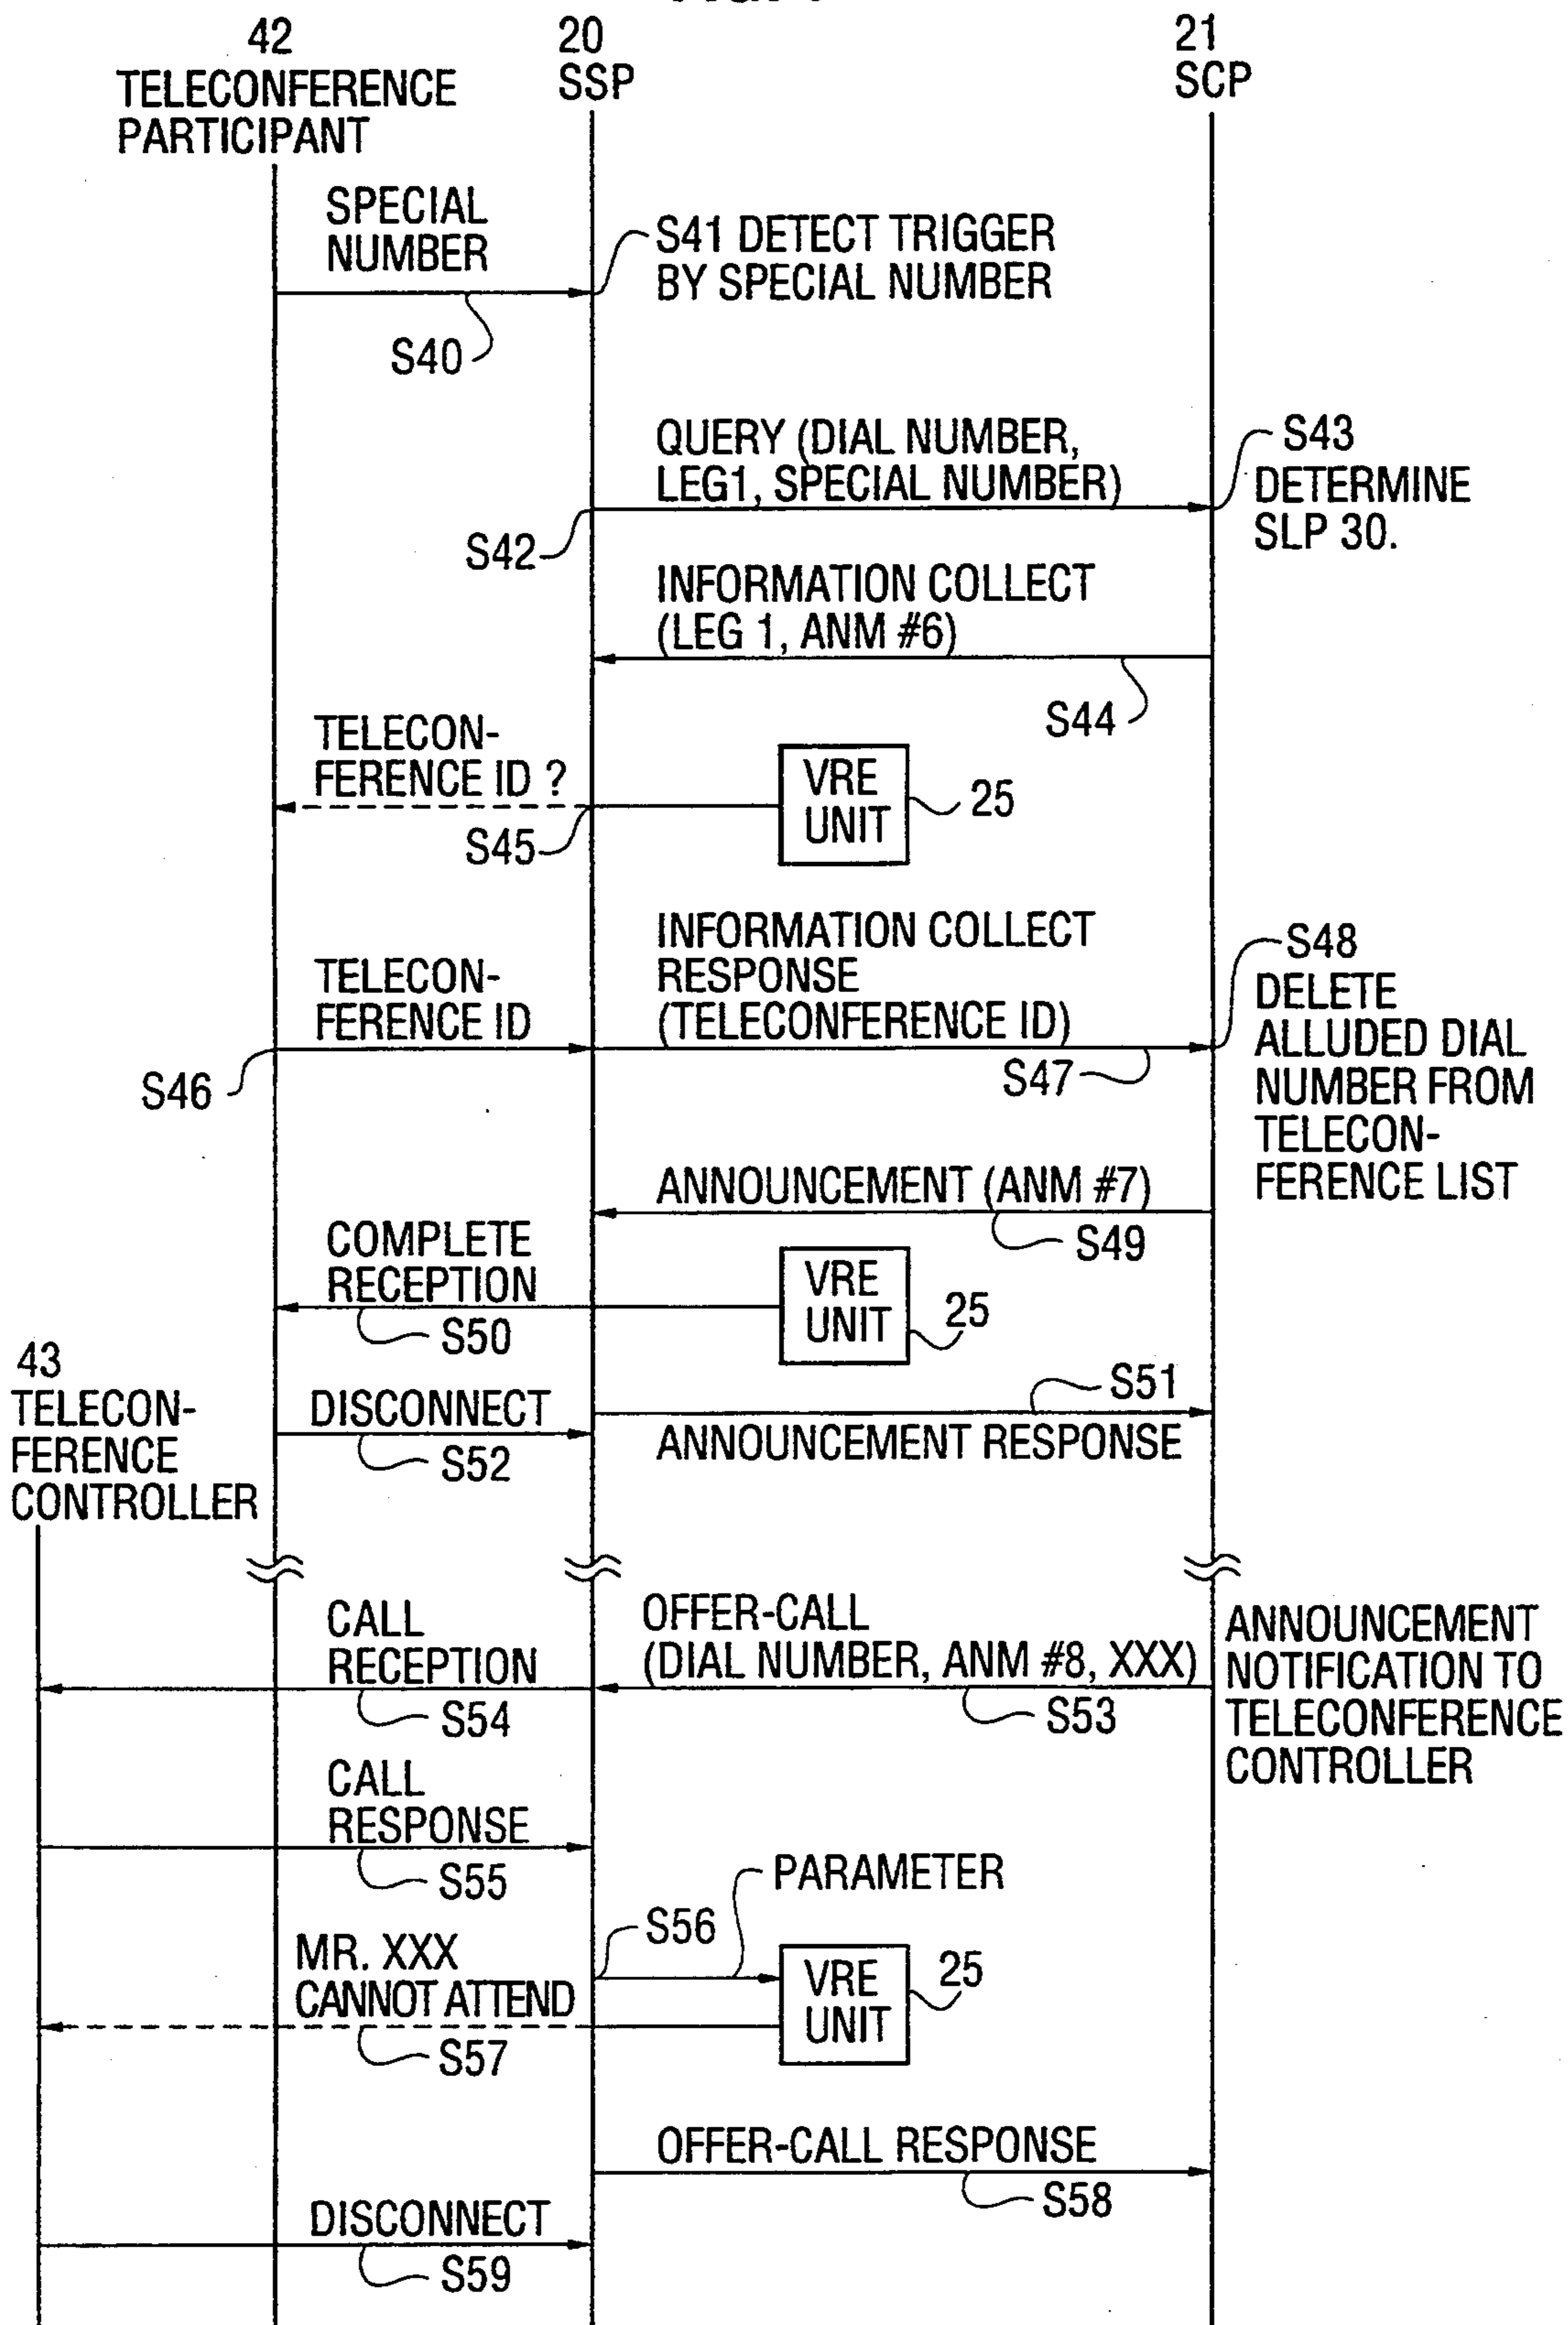 42
TELECONFERENCE
PARTICIPANT
20
SSP
21
SCP
SPECIAL
NUMBER
S40
S41 DETECT TRIGGER
BY SPECIAL NUMBER
QUERY (DIAL NUMBER,
LEG1, SPECIAL NUMBER)
S42
S43
DETERMINE
SLP 30.
INFORMATION COLLECT
(LEG 1, ANM #6)
S44
TELECON-
FERENCE ID ?
S45
VRE
UNIT
25
TELECON-
FERENCE ID
S46
INFORMATION COLLECT
RESPONSE
(TELECONFERENCE ID)
S47
S48
DELETE
ALLUDED DIAL
NUMBER FROM
TELECON-
FERENCE LIST
ANNOUNCEMENT (ANM #7)
S49
COMPLETE
RECEPTION
S50
VRE
UNIT
25
43
TELECON-
FERENCE
CONTROLLER
DISCONNECT
S52
S51
ANNOUNCEMENT RESPONSE
CALL
RECEPTION
S54
OFFER-CALL
(DIAL NUMBER, ANM #8, XXX)
S53
ANNOUNCEMENT
NOTIFICATION TO
TELECONFERENCE
CONTROLLER
CALL
RESPONSE
S55
PARAMETER
S56
MR. XXX
CANNOT ATTEND
S57
VRE
UNIT
25
OFFER-CALL RESPONSE
S58
DISCONNECT
S59